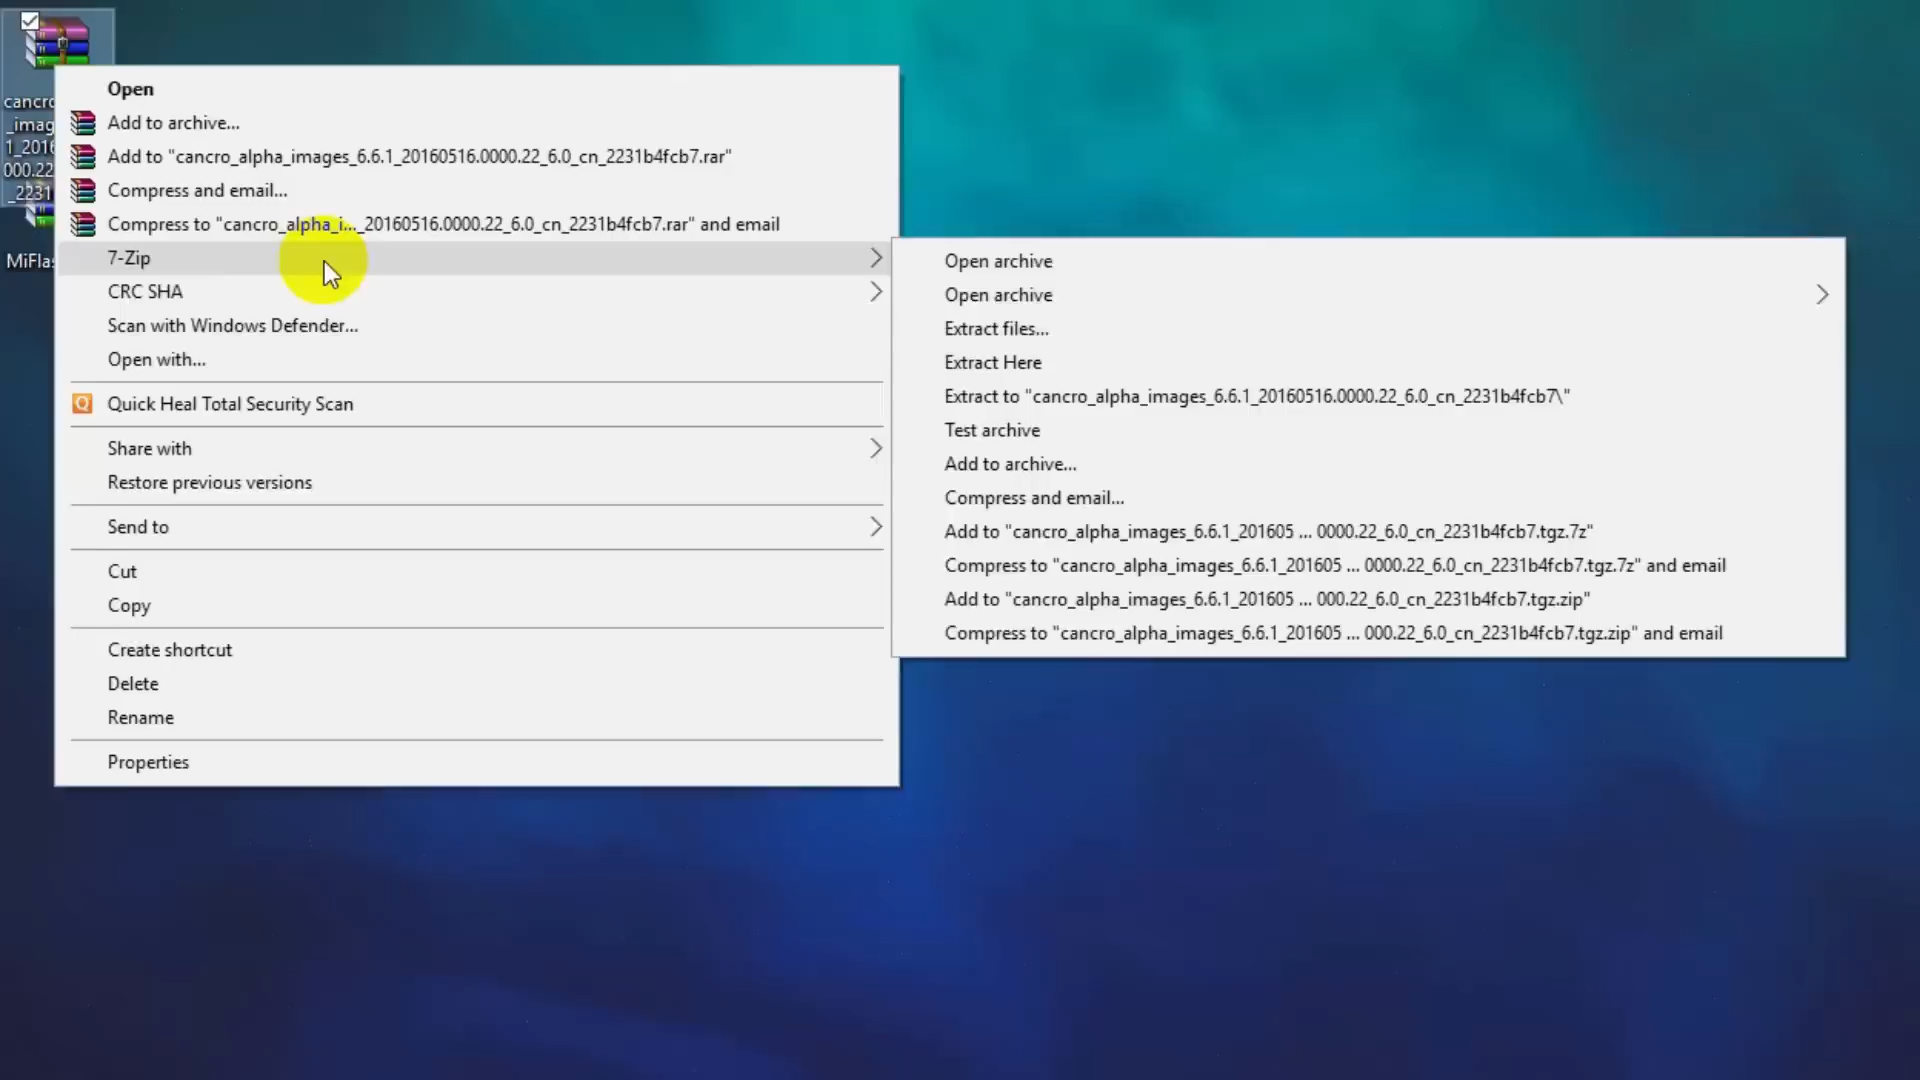 cancro
_imag
1_2016
000.22
_2231
MiFlas
Open
Add to archive...
Add to "cancro_alpha_images_6.6.1_20160516.0000.22_6.0_cn_2231b4fcb7.rar"
Compress and email...
Compress to "cancro_alpha_i..._20160516.0000.22_6.0_cn_2231b4fcb7.rar" and email
7-Zip
CRC SHA
Scan with Windows Defender...
Open with...
Quick Heal Total Security Scan
Share with
Restore previous versions
Send to
Cut
Copy
Create shortcut
Delete
Rename
Properties
Open archive
Open archive
Extract files...
Extract Here
Extract to "cancro_alpha_images_6.6.1_20160516.0000.22_6.0_cn_2231b4fcb7\"
Test archive
Add to archive...
Compress and email...
Add to "cancro_alpha_images_6.6.1_201605 ... 0000.22_6.0_cn_2231b4fcb7.tgz.7z"
Compress to "cancro_alpha_images_6.6.1_201605 ... 0000.22_6.0_cn_2231b4fcb7.tgz.7z" and email
Add to "cancro_alpha_images_6.6.1_201605 ... 000.22_6.0_cn_2231b4fcb7.tgz.zip"
Compress to "cancro_alpha_images_6.6.1_201605 ... 000.22_6.0_cn_2231b4fcb7.tgz.zip" and email